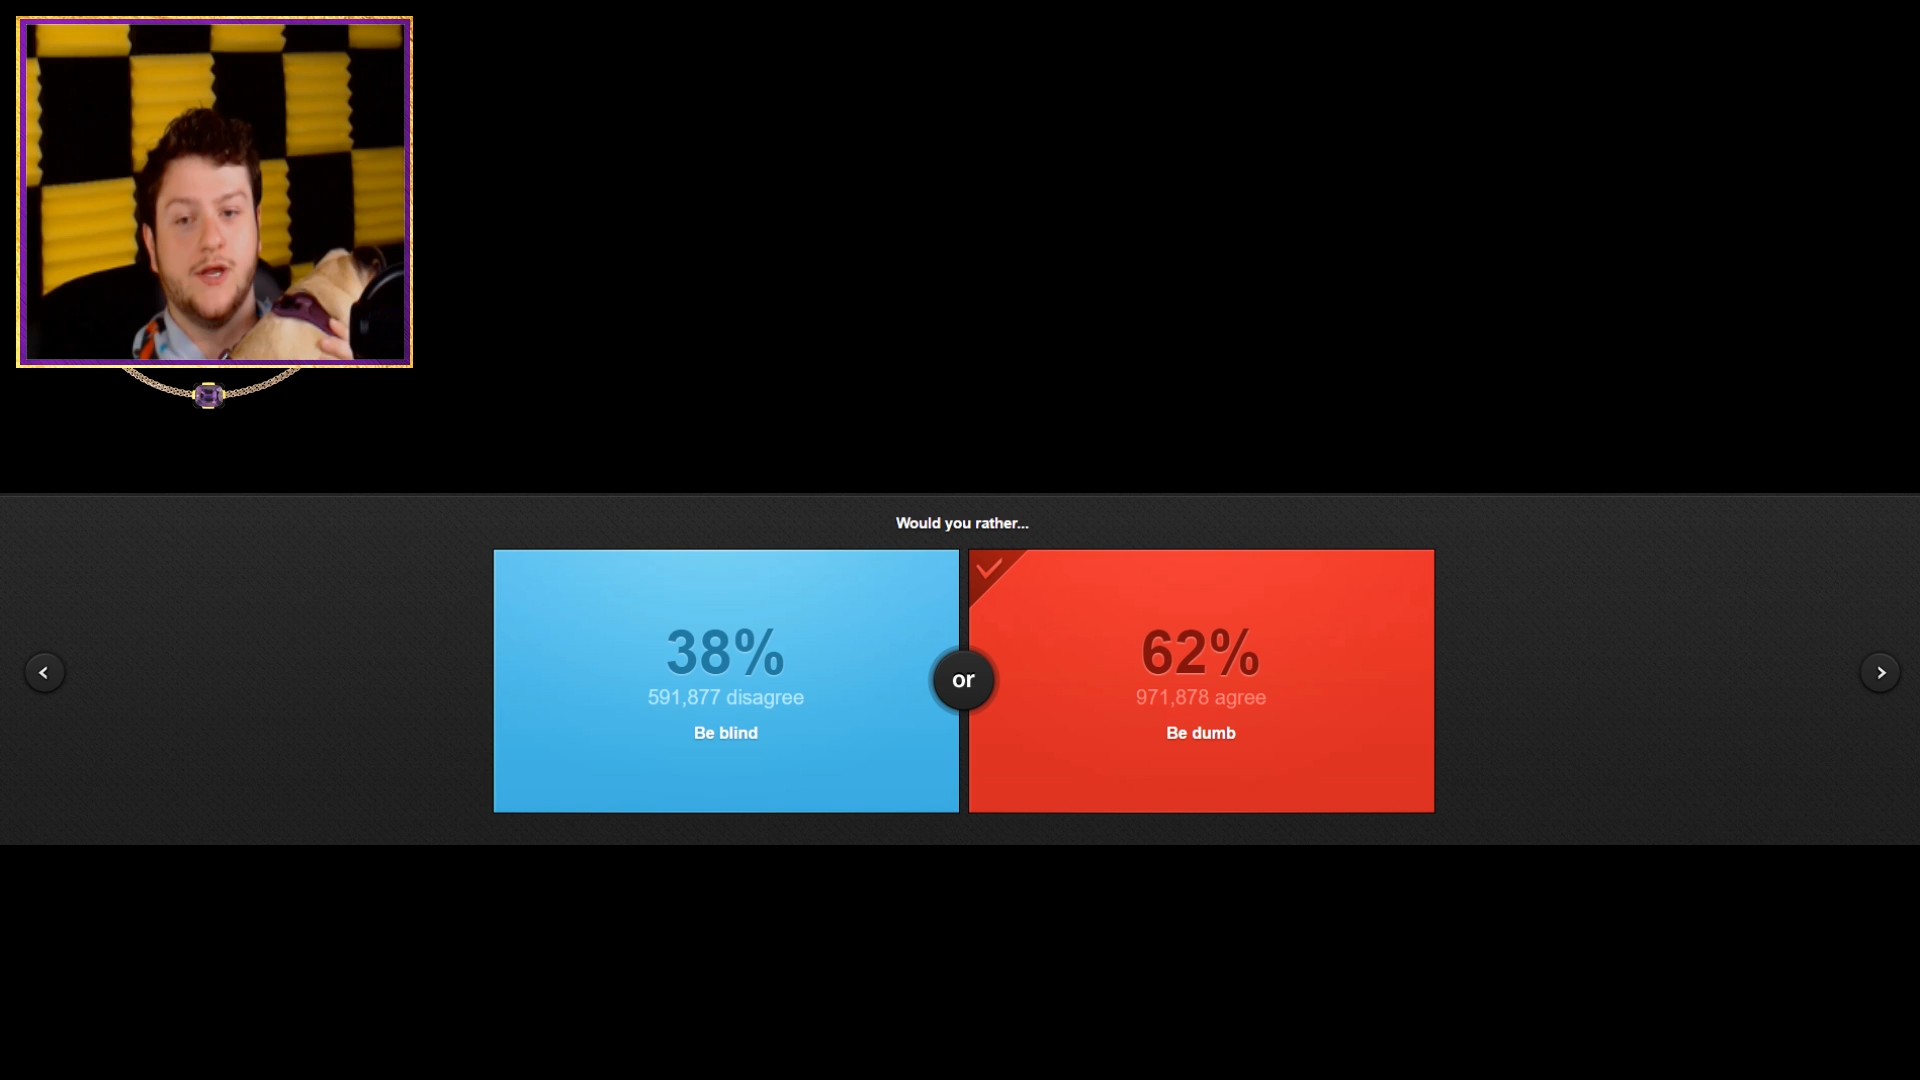 Would you rather...
38%
591,877 disagree
Be blind
or
62%
971,878 agree
Be dumb